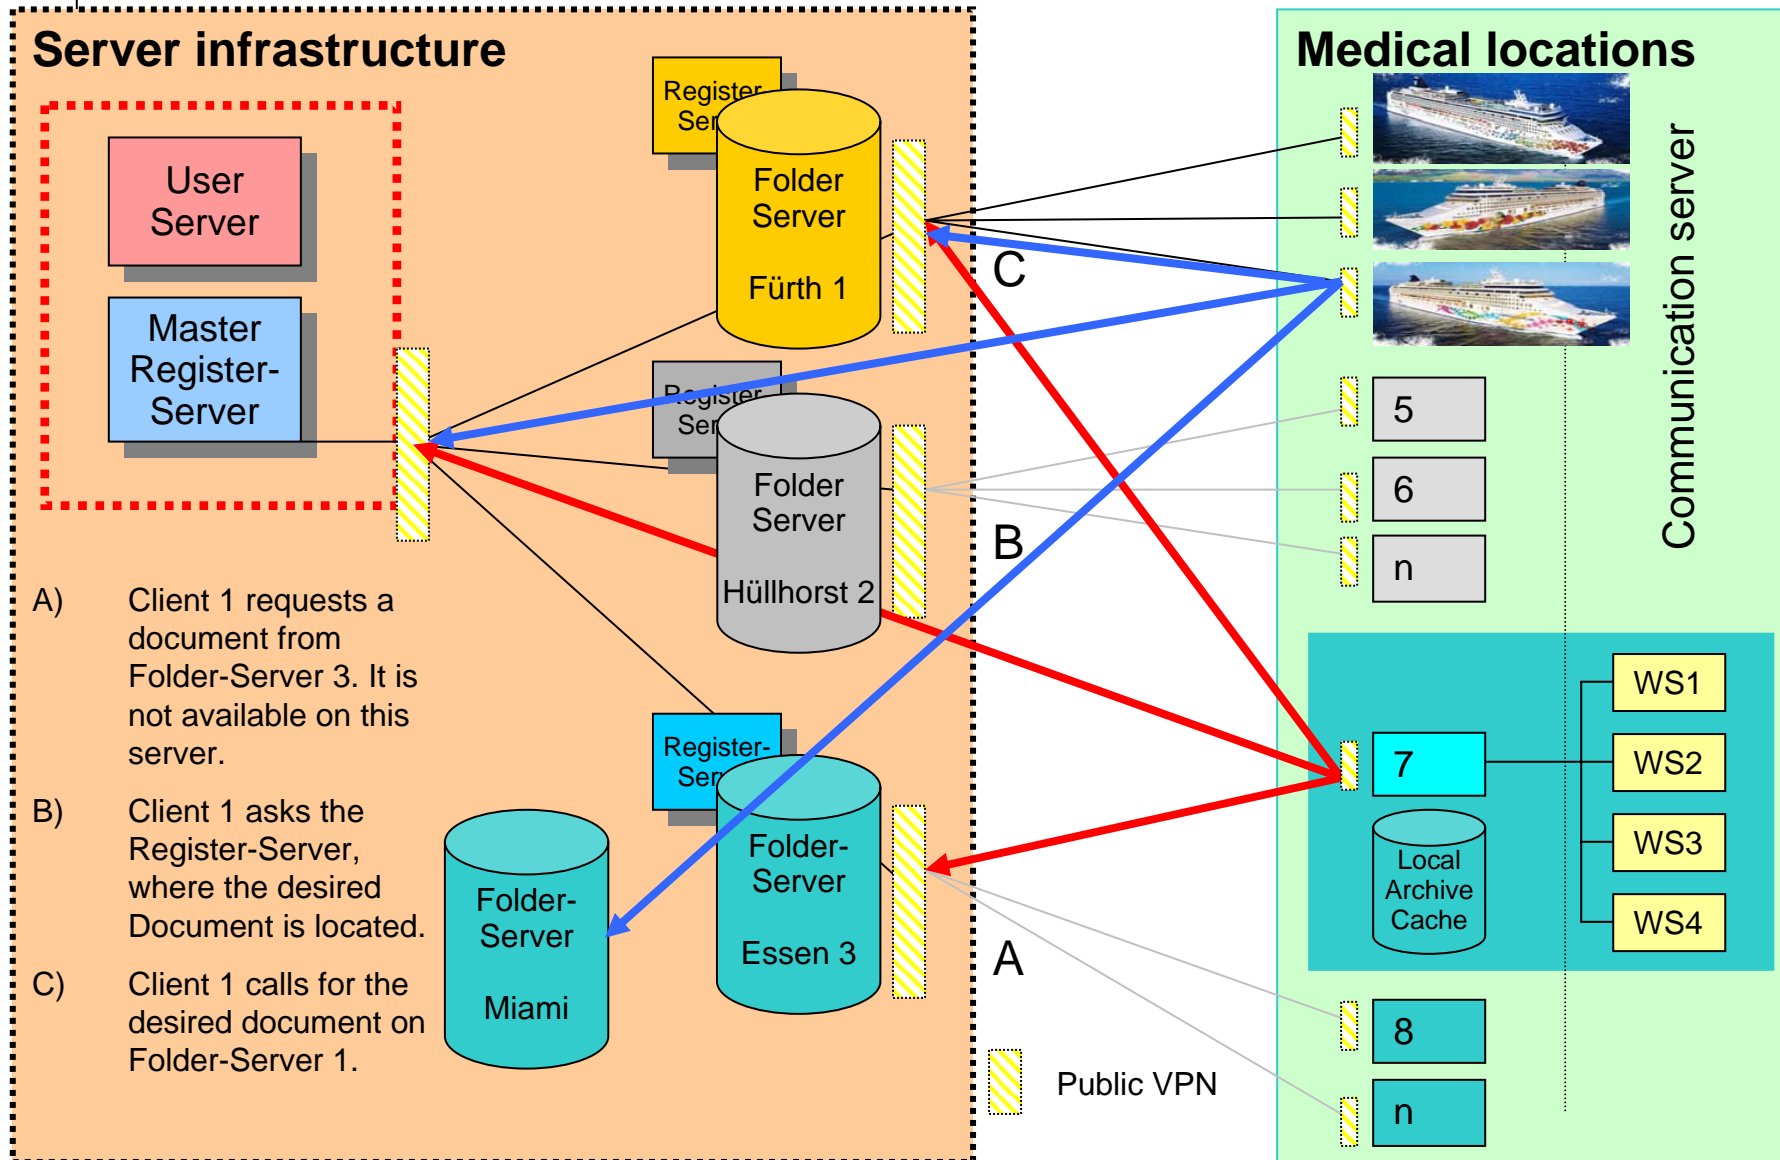 Server infrastructure
User
Server
Master
Register-
Server
Register-
Folder
Server
Fürth 1
Register-
Folder
Server
Hüllhorst 2
Register-
Folder-
Server
Essen 3
Folder-
Server
Miami
A) Client 1 requests a
document from
Folder-Server 3. It is
not available on this
server.
B) Client 1 asks the
Register-Server,
where the desired
Document is located.
C) Client 1 calls for the
desired document on
Folder-Server 1.
C
B
A
Public VPN
Medical locations
Communication server
5
6
n
7
Local
Archive
Cache
WS1
WS2
WS3
WS4
8
n